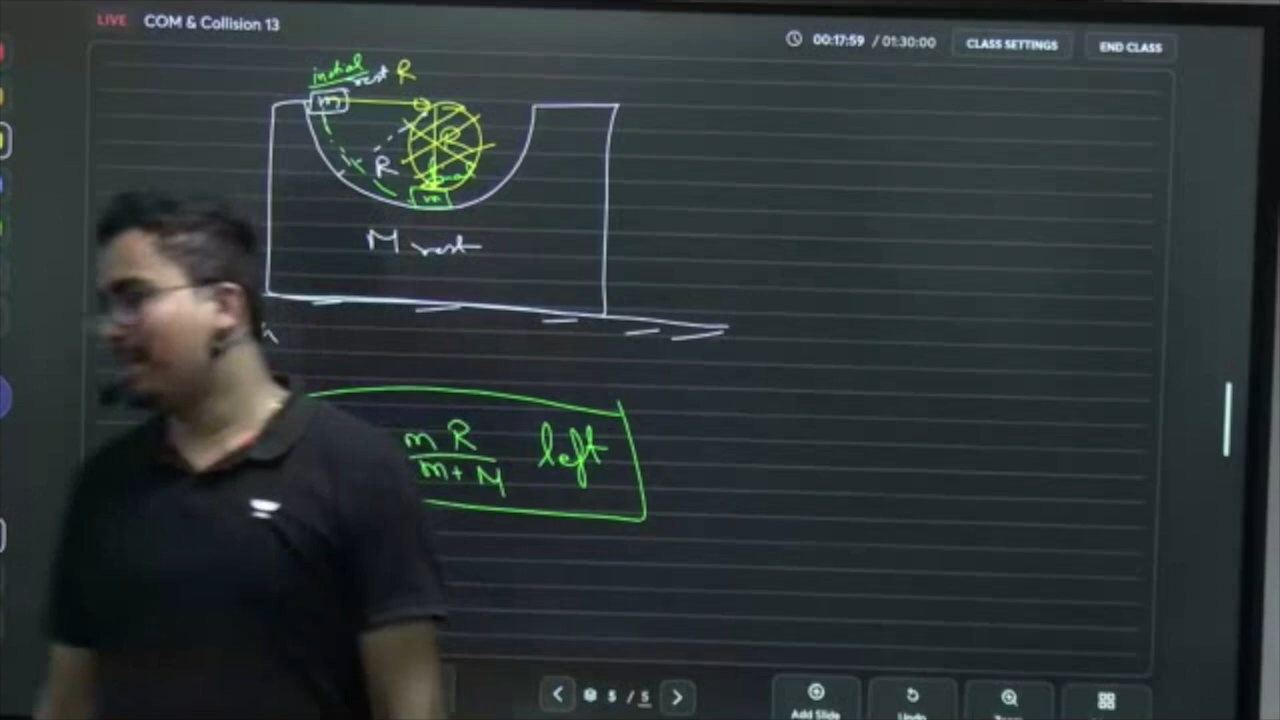 LIVE COM & Collision 13
00:17:59 / 01:30:00 CLASS SETTINGS END CLASS
initial
rest R
m
R
R
m
M rest
m R
m + M
left
5 / 5
Add Slide Undo